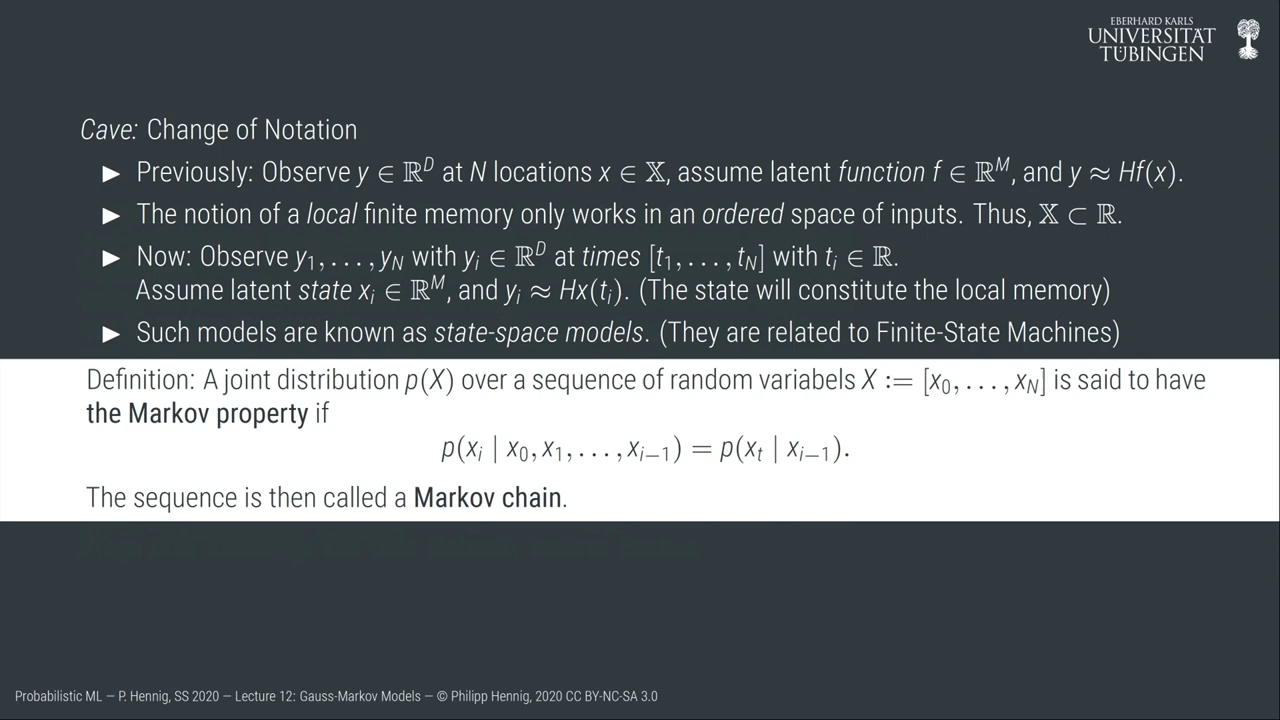 EBERHARD KARLS
UNIVERSITÄT
TÜBINGEN
Cave: Change of Notation
▶ Previously: Observe y ∈ ℝ^D at N locations x ∈ 𝕏, assume latent function f ∈ ℝ^M, and y ≈ Hf(x).
▶ The notion of a local finite memory only works in an ordered space of inputs. Thus, 𝕏 ⊂ ℝ.
▶ Now: Observe y₁, …, y_N with y_i ∈ ℝ^D at times [t₁, …, t_N] with t_i ∈ ℝ.
Assume latent state x_i ∈ ℝ^M, and y_i ≈ Hx(t_i). (The state will constitute the local memory)
▶ Such models are known as state-space models. (They are related to Finite-State Machines)
Definition: A joint distribution p(X) over a sequence of random variabels X := [x₀, …, x_N] is said to have
the Markov property if
p(x_i | x₀, x₁, …, x_{i−1}) = p(x_t | x_{i−1}).
The sequence is then called a Markov chain.
Probabilistic ML — P. Hennig, SS 2020 — Lecture 12: Gauss-Markov Models — © Philipp Hennig, 2020 CC BY-NC-SA 3.0